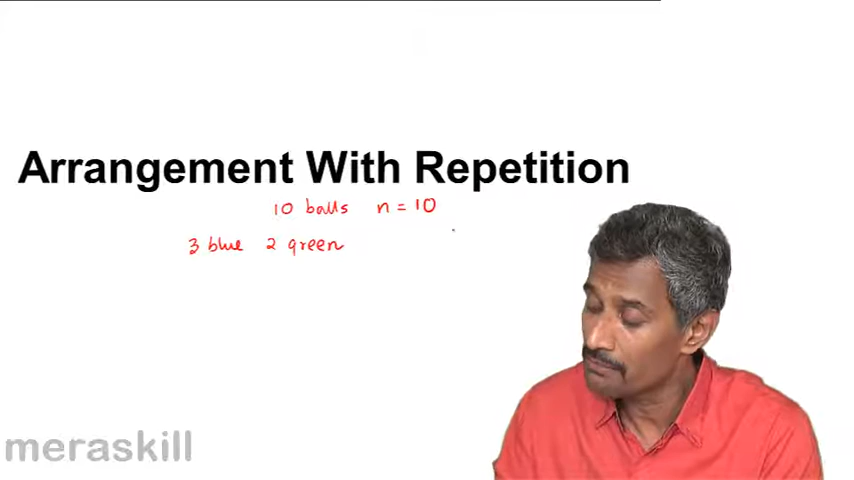 Arrangement With Repetition
10 balls n = 10
3 blue 2 green
meraskill